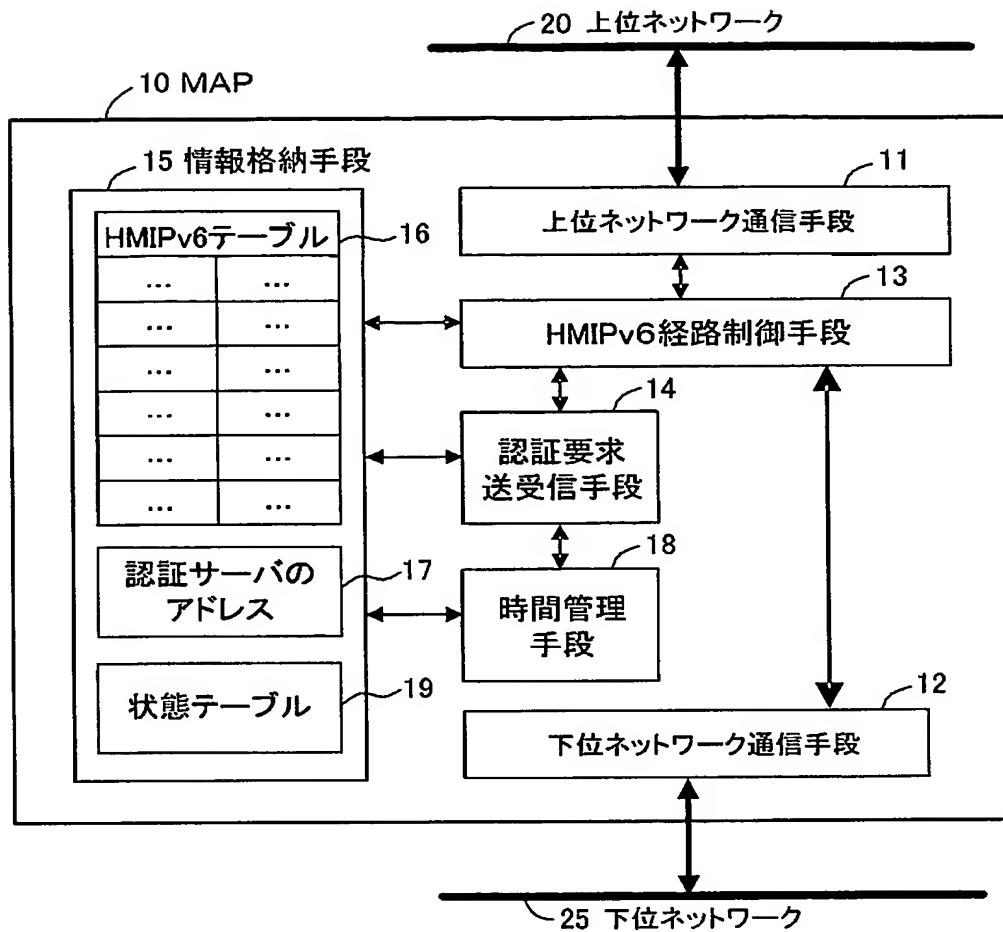 20 上位ネットワーク
10 MAP
15 情報格納手段
11
上位ネットワーク通信手段
HMIPv6テーブル
16
... ...
... ...
... ...
... ...
... ...
... ...
13
HMIPv6経路制御手段
14
認証要求
送受信手段
認証サーバの
アドレス
17
18
時間管理
手段
状態テーブル
19
12
下位ネットワーク通信手段
25 下位ネットワーク